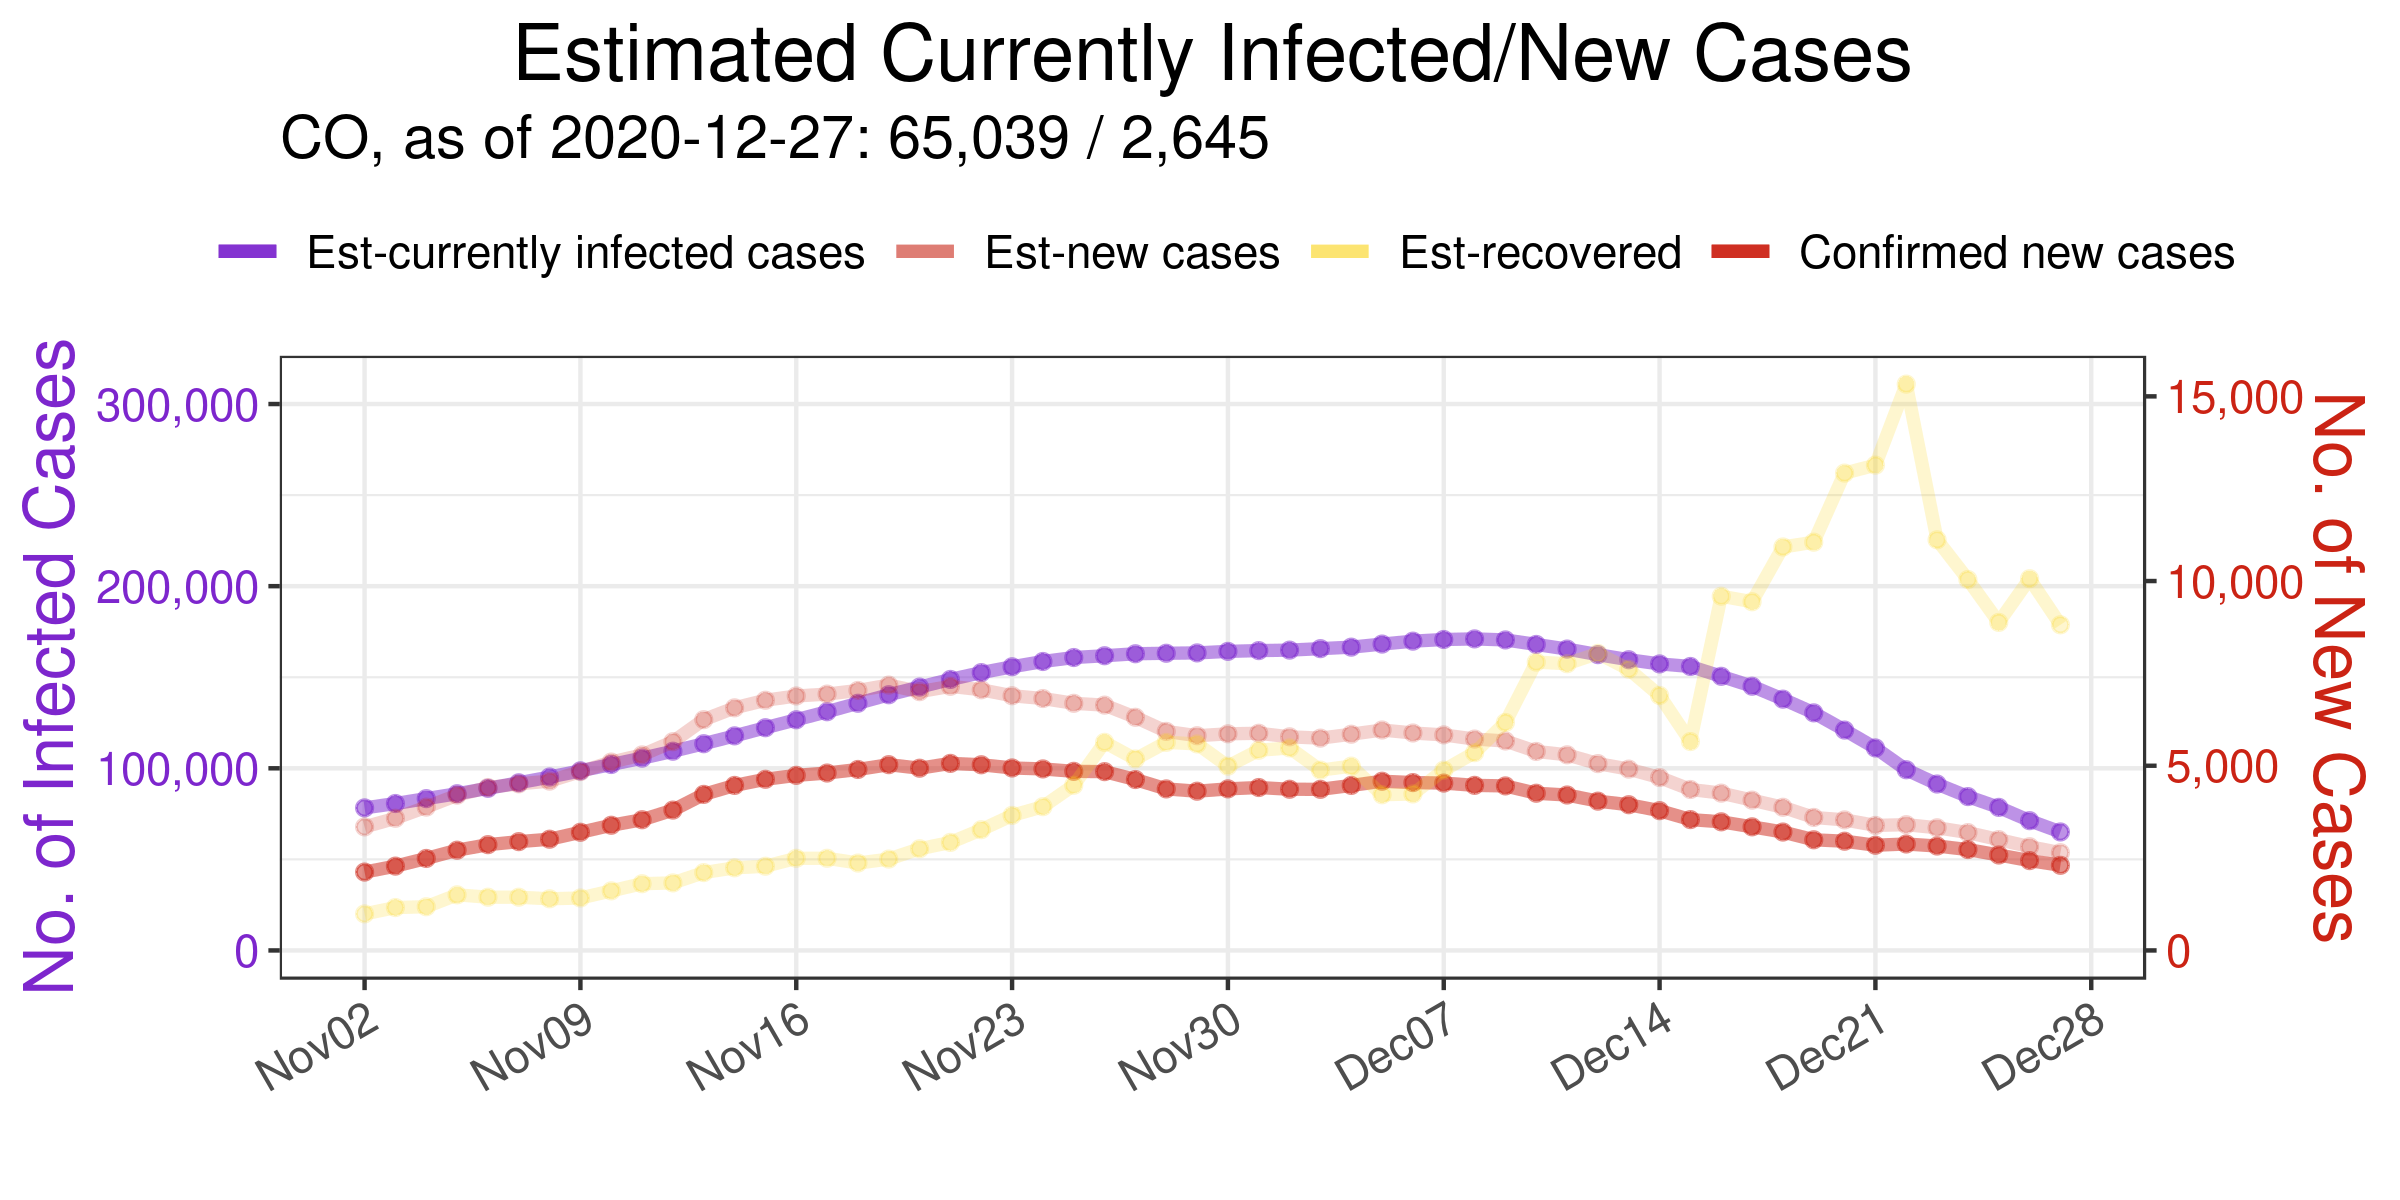 Estimated Currently Infected/New Cases
CO, as of 2020-12-27: 65,039 / 2,645
Est-currently infected cases Est-new cases Est-recovered Confirmed new cases
No. of Infected Cases
300,000
200,000
100,000
0
15,000
10,000
5,000
0
No. of New Cases
Nov02 Nov09 Nov16 Nov23 Nov30 Dec07 Dec14 Dec21 Dec28